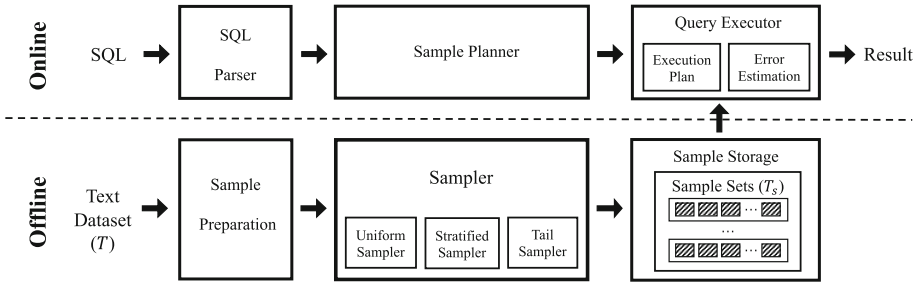 Online
SQL
SQL
Parser
Sample Planner
Query Executor
Execution
Plan
Error
Estimation
Result
Offline
Text
Dataset
(T)
Sample
Preparation
Sampler
Uniform
Sampler
Stratified
Sampler
Tail
Sampler
Sample Storage
Sample Sets (Ts)
...
...
...